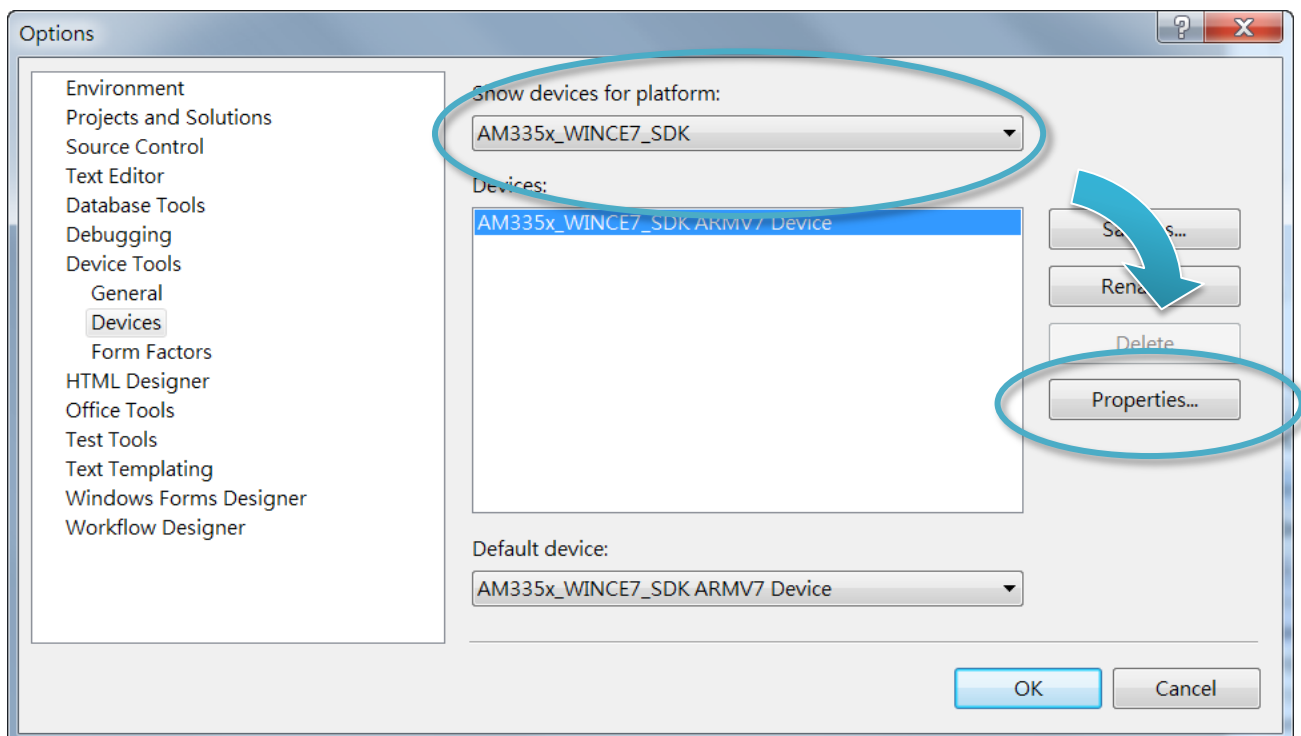 Options
Environment
Projects and Solutions
Source Control
Text Editor
Database Tools
Debugging
Device Tools
General
Devices
Form Factors
HTML Designer
Office Tools
Test Tools
Text Templating
Windows Forms Designer
Workflow Designer
Show devices for platform:
AM335x_WINCE7_SDK
Devices:
AM335x_WINCE7_SDK ARMV7 Device
Delete
Properties...
Default device:
AM335x_WINCE7_SDK ARMV7 Device
OK
Cancel